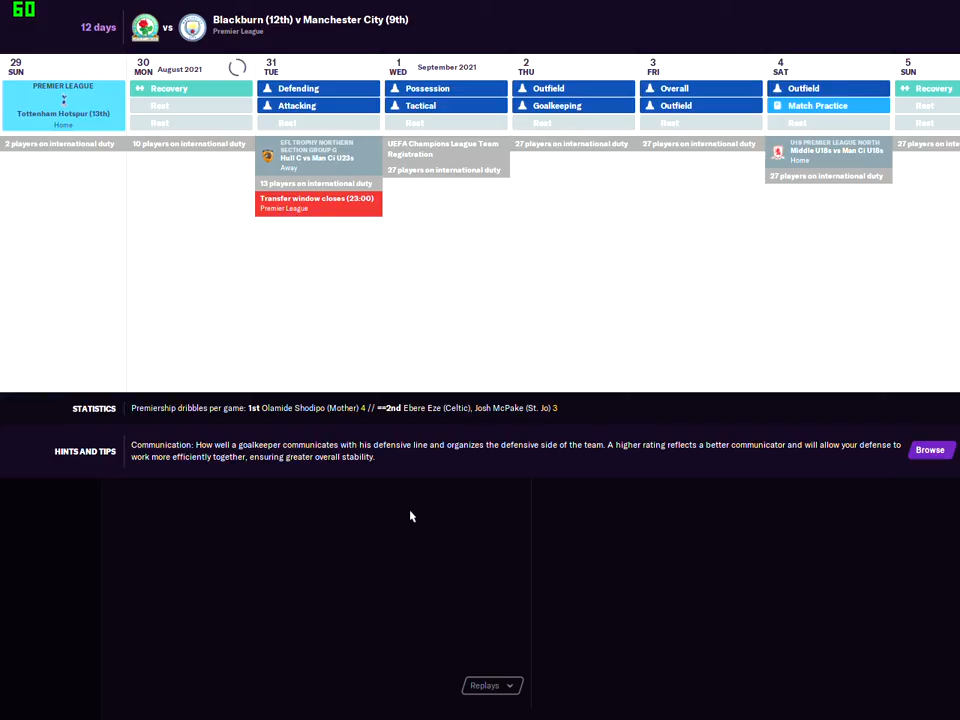 60
12 days
vs
Blackburn (12th) v Manchester City (9th)
Premier League
29
SUN
30
MON August 2021
31
TUE
1
WED September 2021
2
THU
3
FRI
4
SAT
5
SUN
PREMIER LEAGUE
Tottenham Hotspur (13th)
Home
Recovery
Rest
Rest
Defending
Attacking
Rest
Possession
Tactical
Rest
Outfield
Goalkeeping
Rest
Overall
Outfield
Rest
Outfield
Match Practice
Rest
Recovery
Rest
Rest
2 players on international duty
10 players on international duty
EFL TROPHY NORTHERN
SECTION GROUP G
Hull C vs Man Ci U23s
Away
13 players on international duty
Transfer window closes (23:00)
Premier League
UEFA Champions League Team
Registration
27 players on international duty
27 players on international duty
27 players on international duty
U18 PREMIER LEAGUE NORTH
Middle U18s vs Man Ci U18s
Home
27 players on international duty
27 players on inte
STATISTICS
Premiership dribbles per game: 1st Olamide Shodipo (Mother) 4 // ==2nd Ebere Eze (Celtic), Josh McPake (St. Jo) 3
HINTS AND TIPS
Communication: How well a goalkeeper communicates with his defensive line and organizes the defensive side of the team. A higher rating reflects a better communicator and will allow your defense to
work more efficiently together, ensuring greater overall stability.
Browse
Replays